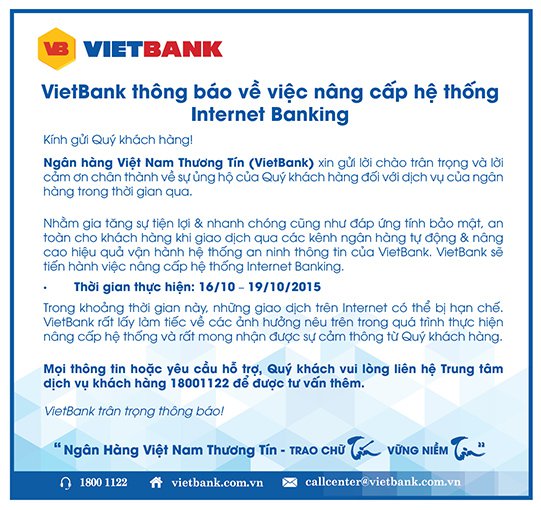 VB VIETBANK
VietBank thông báo về việc nâng cấp hệ thống
Internet Banking
Kính gửi Quý khách hàng!
Ngân hàng Việt Nam Thương Tín (VietBank) xin gửi lời chào trân trọng và lời
cảm ơn chân thành về sự ủng hộ của Quý khách hàng đối với dịch vụ của ngân
hàng trong thời gian qua.
Nhằm gia tăng sự tiện lợi & nhanh chóng cũng như đáp ứng tính bảo mật, an
toàn cho khách hàng khi giao dịch qua các kênh ngân hàng tự động & nâng
cao hiệu quả vận hành hệ thống an ninh thông tin của VietBank. VietBank sẽ
tiến hành việc nâng cấp hệ thống Internet Banking.
• Thời gian thực hiện: 16/10 – 19/10/2015
Trong khoảng thời gian này, những giao dịch trên Internet có thể bị hạn chế.
VietBank rất lấy làm tiếc về các ảnh hưởng nêu trên trong quá trình thực hiện
nâng cấp hệ thống và rất mong nhận được sự cảm thông từ Quý khách hàng.
Mọi thông tin hoặc yêu cầu hỗ trợ, Quý khách vui lòng liên hệ Trung tâm
dịch vụ khách hàng 18001122 để được tư vấn thêm.
VietBank trân trọng thông báo!
“Ngân Hàng Việt Nam Thương Tín - TRAO CHỮ Tín VỮNG NIỀM Tin”
1800 1122 vietbank.com.vn callcenter@vietbank.com.vn